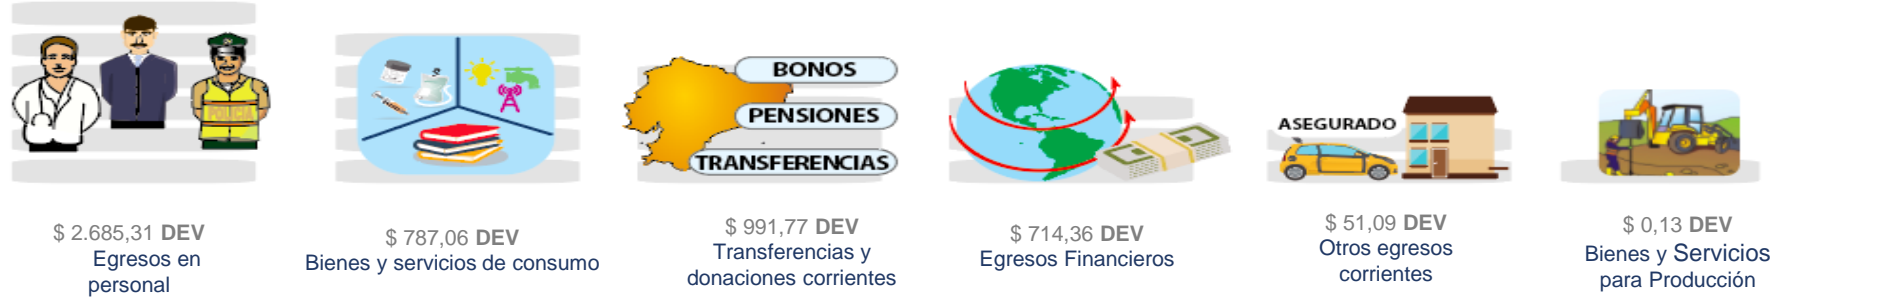 POLICIA
$ 2.685,31 DEV
Egresos en
personal
$ 787,06 DEV
Bienes y servicios de consumo
BONOS
PENSIONES
TRANSFERENCIAS
$ 991,77 DEV
Transferencias y
donaciones corrientes
$ 714,36 DEV
Egresos Financieros
ASEGURADO
$ 51,09 DEV
Otros egresos
corrientes
$ 0,13 DEV
Bienes y Servicios
para Producción